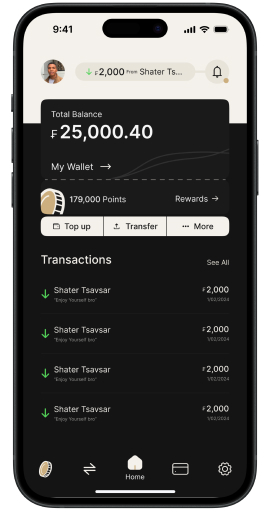 9:41
↓ ₣2,000 From Shater Ts...
Total Balance
₣25,000.40
My Wallet →
179,000 Points
Rewards →
Top up
Transfer
••• More
Transactions
See All
Shater Tsavsar
₣2,000
"Enjoy Yourself bro"
1/02/2024
Shater Tsavsar
₣2,000
"Enjoy Yourself bro"
1/02/2024
Shater Tsavsar
₣2,000
"Enjoy Yourself bro"
1/02/2024
Shater Tsavsar
₣2,000
"Enjoy Yourself bro"
1/02/2024
Home